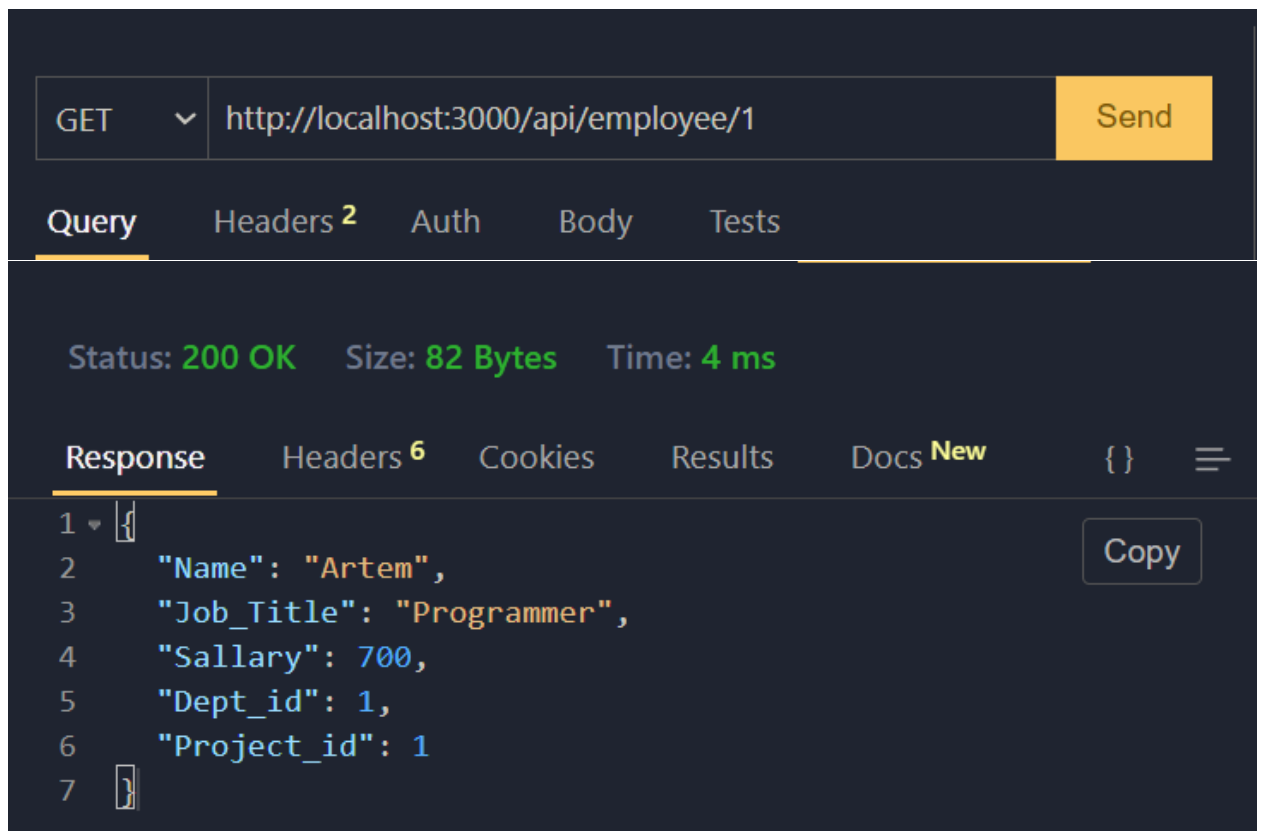 GET http://localhost:3000/api/employee/1 Send
Query Headers 2 Auth Body Tests
Status: 200 OK Size: 82 Bytes Time: 4 ms
Response Headers 6 Cookies Results Docs New {}
1 {
Copy
2 "Name": "Artem",
3 "Job_Title": "Programmer",
4 "Sallary": 700,
5 "Dept_id": 1,
6 "Project_id": 1
7 }